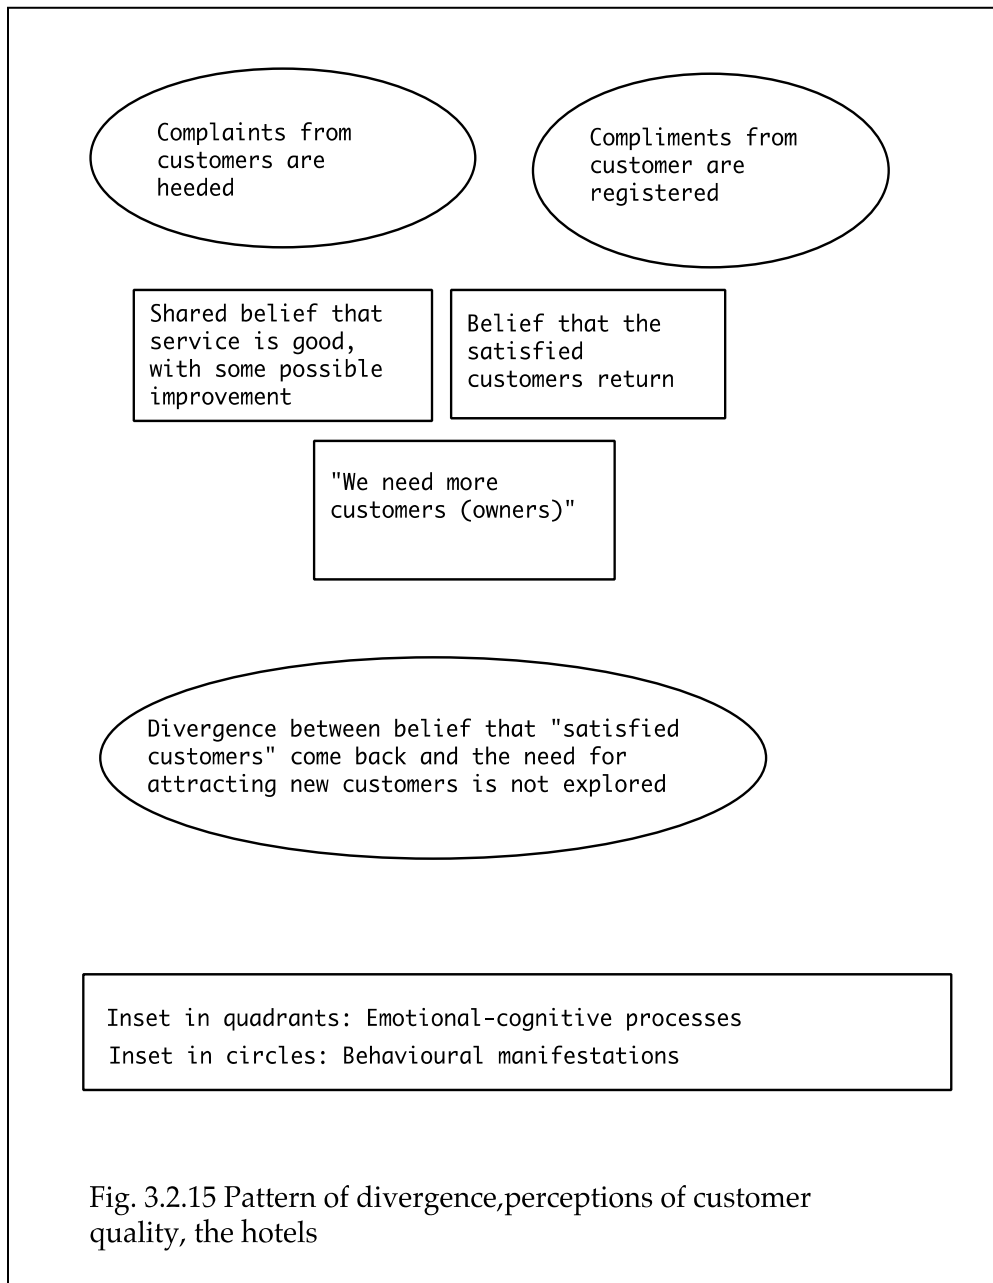 Complaints from
customers are
heeded
Compliments from
customer are
registered
Shared belief that
service is good,
with some possible
improvement
Belief that the
satisfied
customers return
"We need more
customers (owners)"
Divergence between belief that "satisfied
customers" come back and the need for
attracting new customers is not explored
Inset in quadrants: Emotional-cognitive processes
Inset in circles: Behavioural manifestations
Fig. 3.2.15 Pattern of divergence,perceptions of customer
quality, the hotels